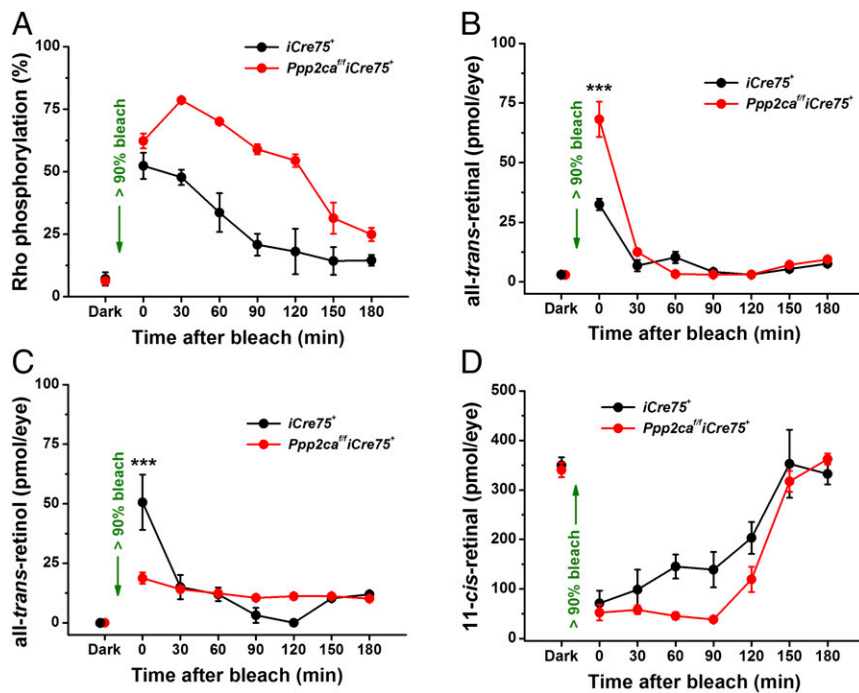 A
Rho phosphorylation (%)
100
75
50
25
0
> 90% bleach
iCre75⁺
Ppp2caᶠ/ᶠiCre75⁺
Dark 0 30 60 90 120 150 180
Time after bleach (min)
B
all-trans-retinal (pmol/eye)
100
75
50
25
0
> 90% bleach
***
iCre75⁺
Ppp2caᶠ/ᶠiCre75⁺
Dark 0 30 60 90 120 150 180
Time after bleach (min)
C
all-trans-retinol (pmol/eye)
100
75
50
25
0
> 90% bleach
***
iCre75⁺
Ppp2caᶠ/ᶠiCre75⁺
Dark 0 30 60 90 120 150 180
Time after bleach (min)
D
11-cis-retinal (pmol/eye)
500
400
300
200
100
0
> 90% bleach
iCre75⁺
Ppp2caᶠ/ᶠiCre75⁺
Dark 0 30 60 90 120 150 180
Time after bleach (min)